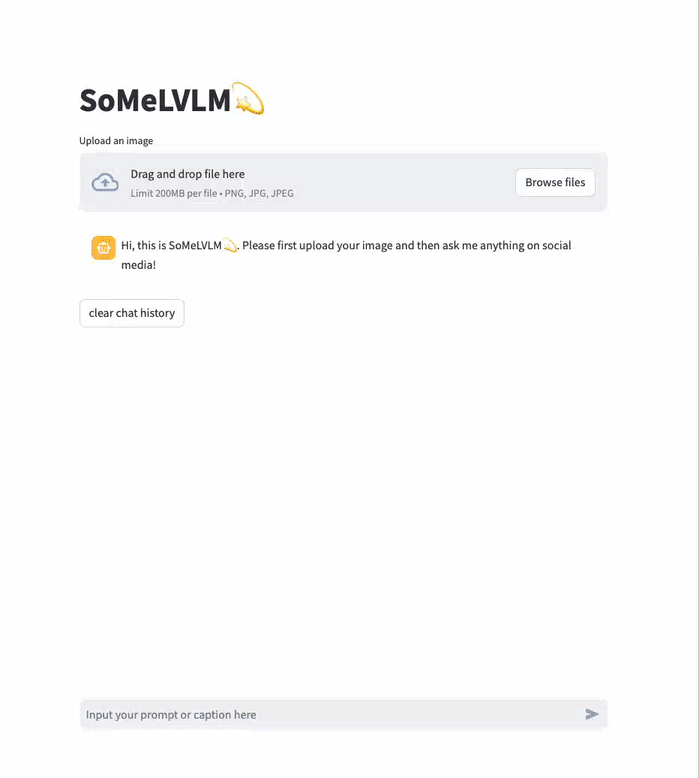 SoMeLVLM💫
Upload an image
Drag and drop file here
Limit 200MB per file • PNG, JPG, JPEG
Browse files
Hi, this is SoMeLVLM💫. Please first upload your image and then ask me anything on social
media!
clear chat history
Input your prompt or caption here